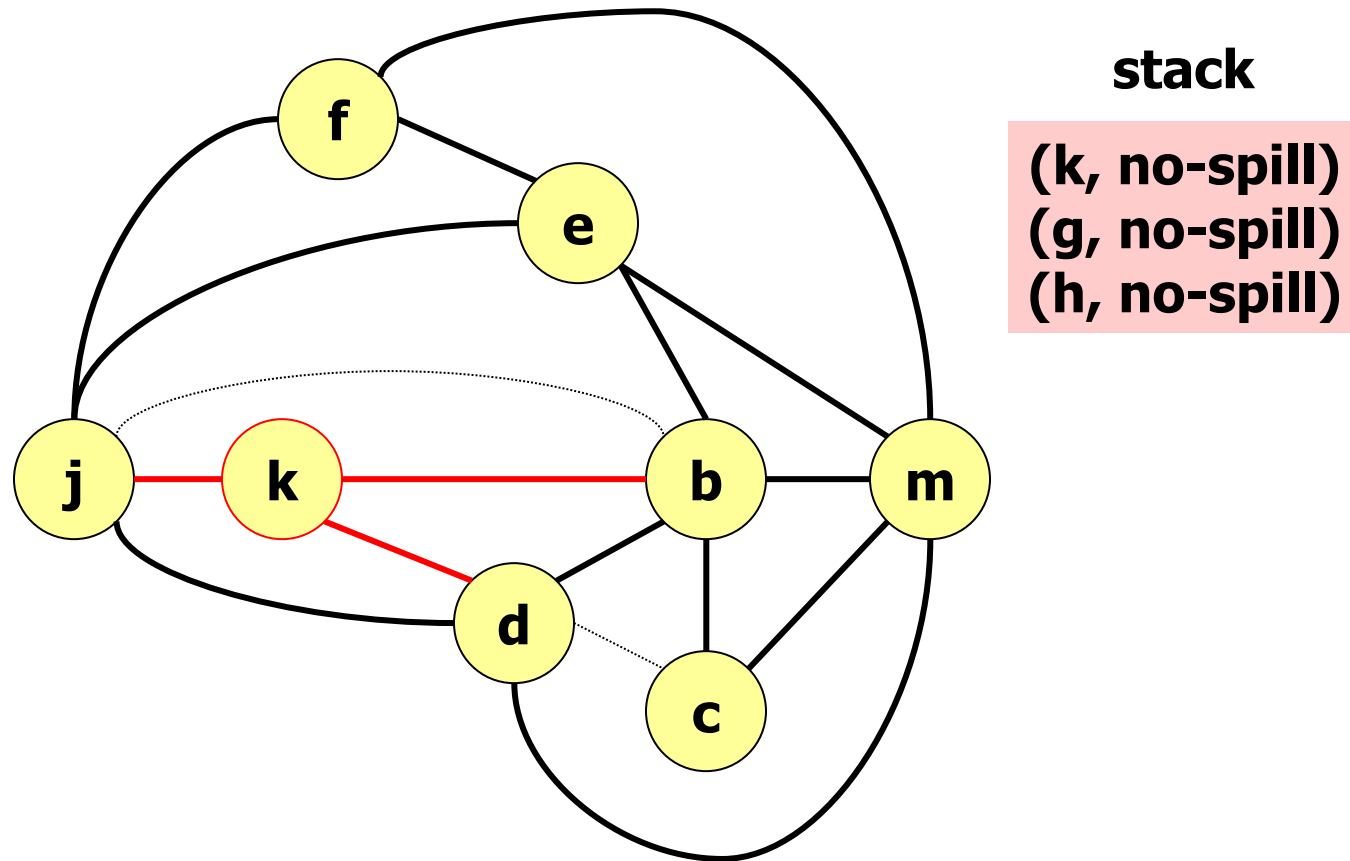 stack
f
(k, no-spill)
(g, no-spill)
e
(h, no-spill)
j k b m
d
c